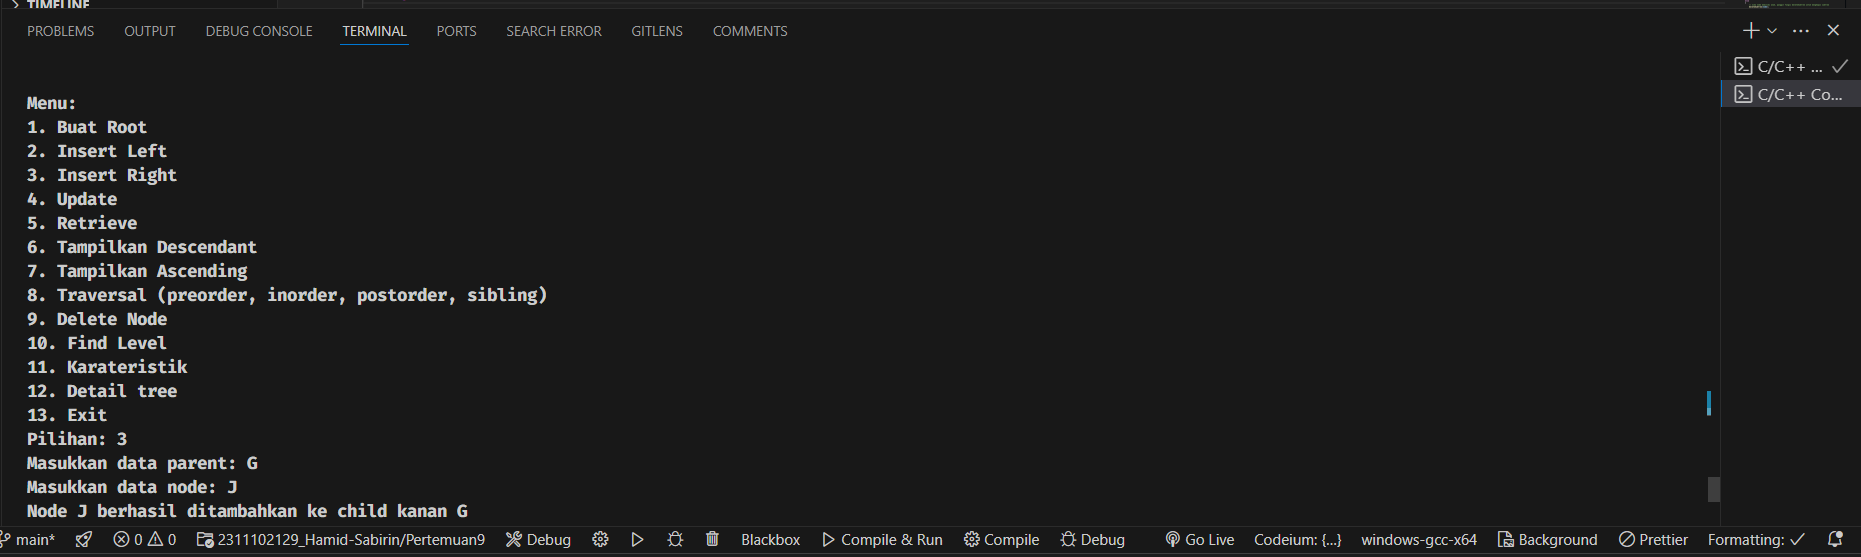 TIMELINE
PROBLEMS OUTPUT DEBUG CONSOLE TERMINAL PORTS SEARCH ERROR GITLENS COMMENTS
C/C++ ...
C/C++ Co...
Menu:
1. Buat Root
2. Insert Left
3. Insert Right
4. Update
5. Retrieve
6. Tampilkan Descendant
7. Tampilkan Ascending
8. Traversal (preorder, inorder, postorder, sibling)
9. Delete Node
10. Find Level
11. Karateristik
12. Detail tree
13. Exit
Pilihan: 3
Masukkan data parent: G
Masukkan data node: J
Node J berhasil ditambahkan ke child kanan G
main* 0 0 2311102129_Hamid-Sabirin/Pertemuan9 Debug Blackbox Compile & Run Compile Debug Go Live Codeium: {...} windows-gcc-x64 Background Prettier Formatting: